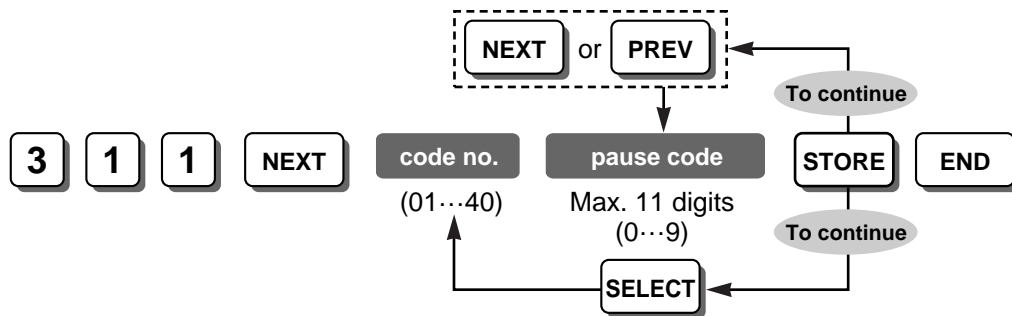 NEXT or PREV
To continue
3 1 1 NEXT code no. pause code STORE END
(01···40) Max. 11 digits
(0···9)
To continue
SELECT